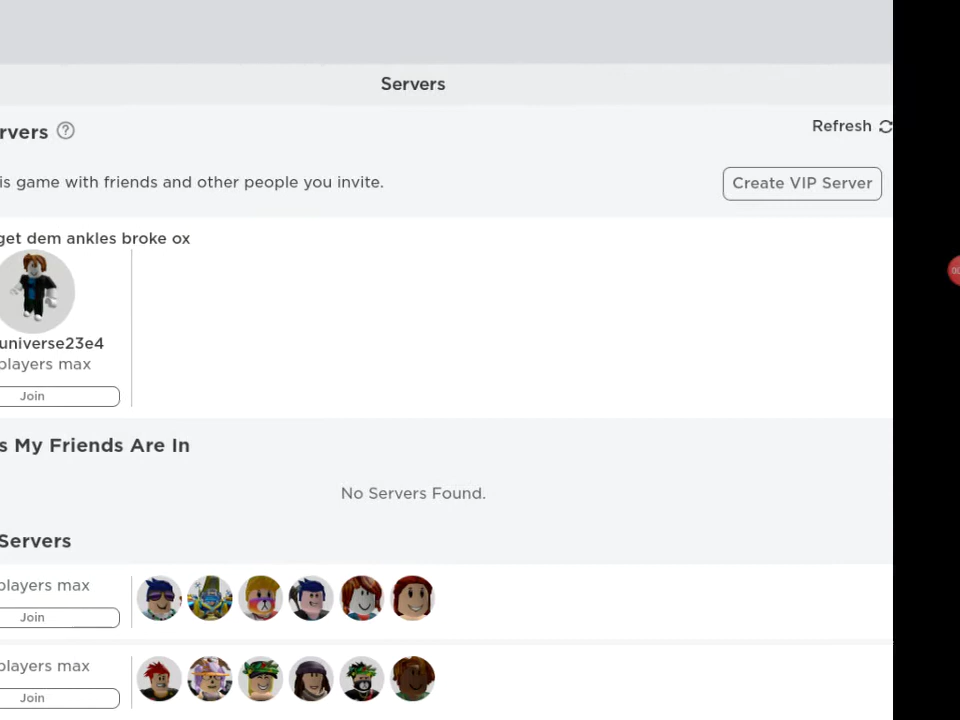 Servers
rvers ?
Refresh
is game with friends and other people you invite.
Create VIP Server
get dem ankles broke ox
universe23e4
players max
Join
s My Friends Are In
No Servers Found.
Servers
players max
Join
players max
Join